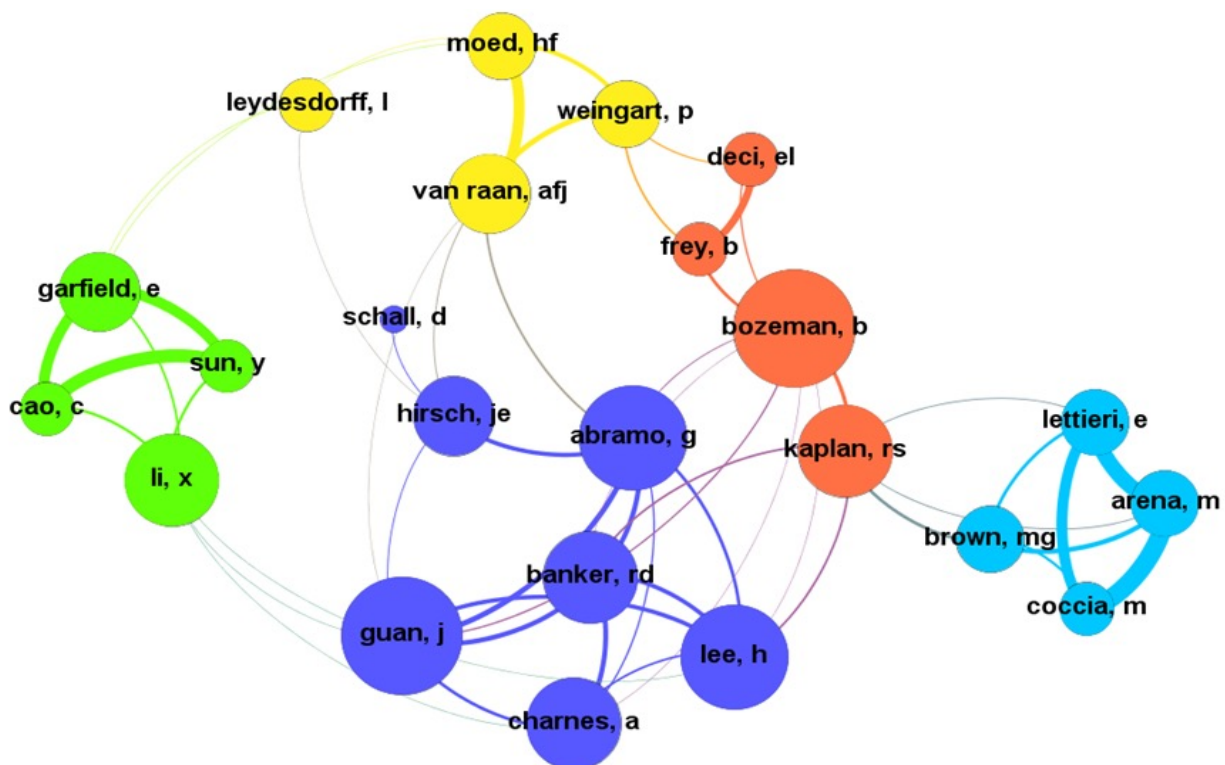 moed, hf
leydesdorff, l
weingart, p
deci, el
van raan, afj
frey, b
garfield, e
schall, d
bozeman, b
sun, y
cao, c
hirsch, je
abramo, g
lettieri, e
kaplan, rs
li, x
arena, m
brown, mg
banker, rd
coccia, m
guan, j
lee, h
charnes, a